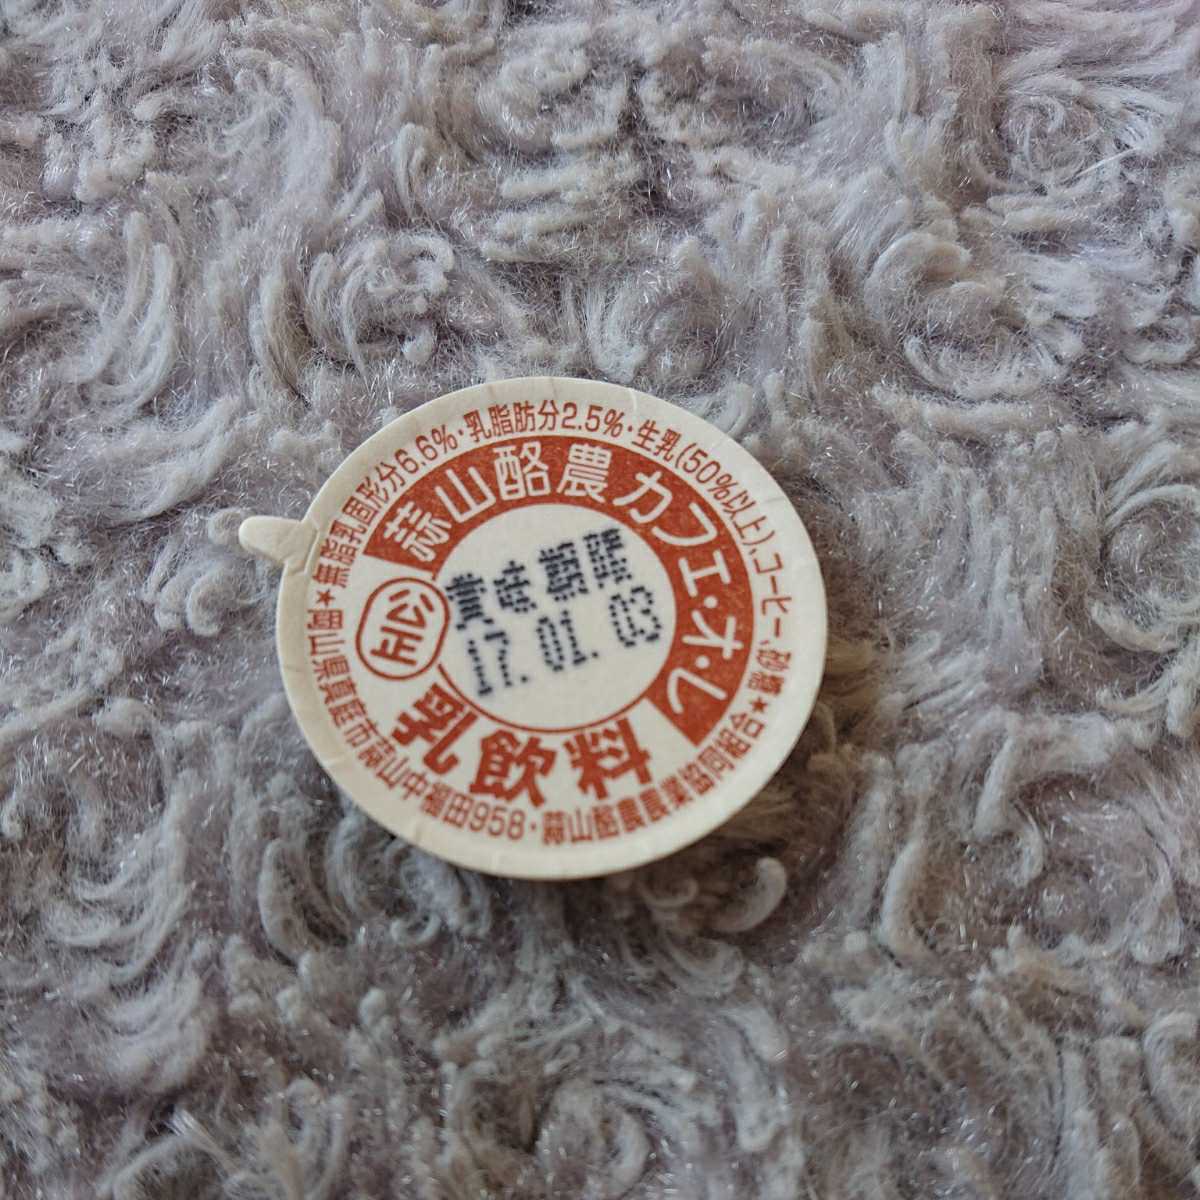 無脂乳固形分6.6%・乳脂肪分2.5%・生乳(50%以上)、コーヒー、砂糖★
蒜山酪農カフェ・オ・レ
賞味期限
17.01.03
公正
乳飲料
岡山県真庭市蒜山中福田958・蒜山酪農農業協同組合★